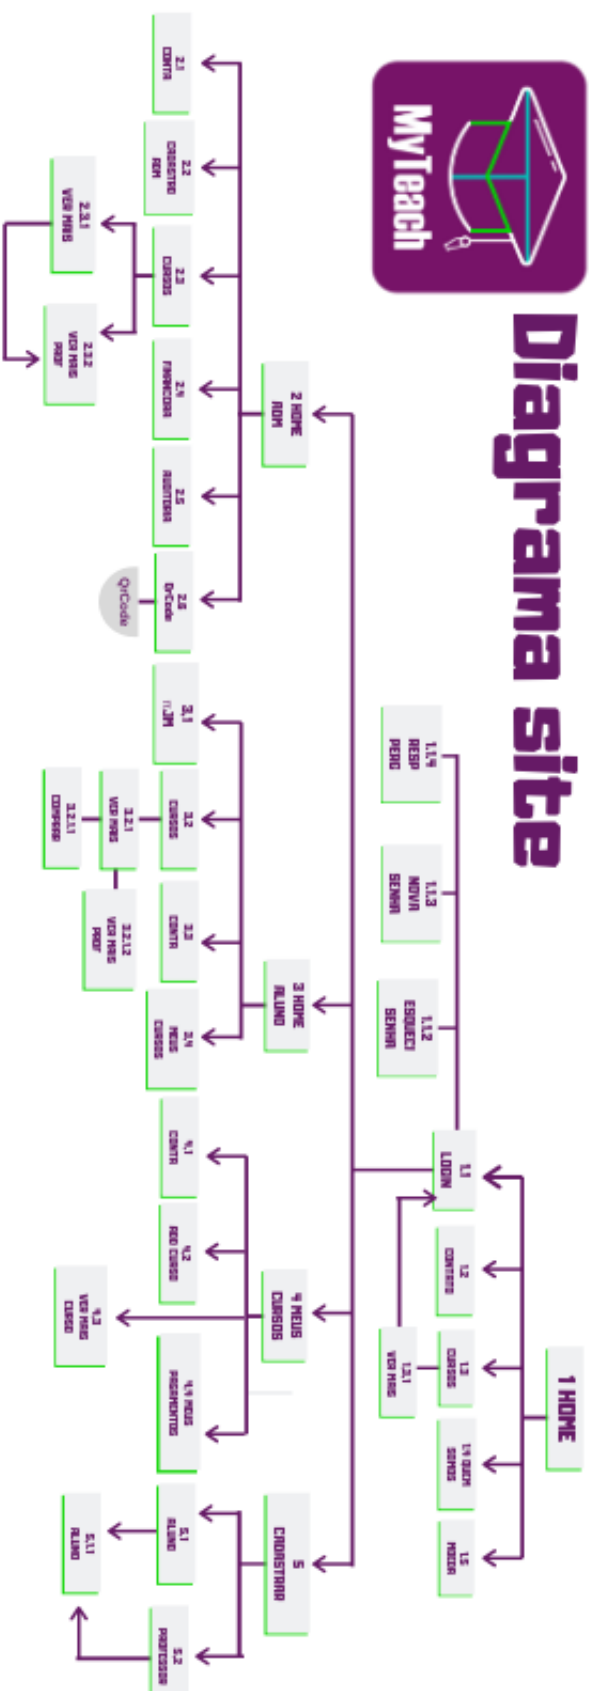 MyTeach
Diagrama site
1 HOME
1.1
LOGIN
1.2
CONTATO
1.3
CURSOS
1.4 QUEM
SOMOS
1.5
1.3.1
VER MAIS
1.1.4
RESP
PERG
1.1.3
NOVA
SENHA
1.1.2
ESQUECI
SENHA
2 HOME
ADM
3 HOME
ALUNO
4 MEUS
CURSOS
5
CADASTRAR
2.1
CONTA
2.2
CADASTRO
ADM
2.3
CURSOS
2.4
FINANCEIRA
2.5
AUDITORIA
2.6
QrCode
QrCode
2.3.1
VER MAIS
2.3.2
VER MAIS
PROF
3.1
3.2
CURSOS
3.3
CONTA
3.4
MEUS
CURSOS
3.2.1
VER MAIS
3.2.1.1
COMPRAR
3.2.1.2
VER MAIS
PROF
4.1
CONTA
4.2
ADD CURSO
4.3
VER MAIS
CURSO
4.4 MEUS
PAGAMENTOS
5.1
ALUNO
5.2
PROFESSOR
5.1.1
ALUNO